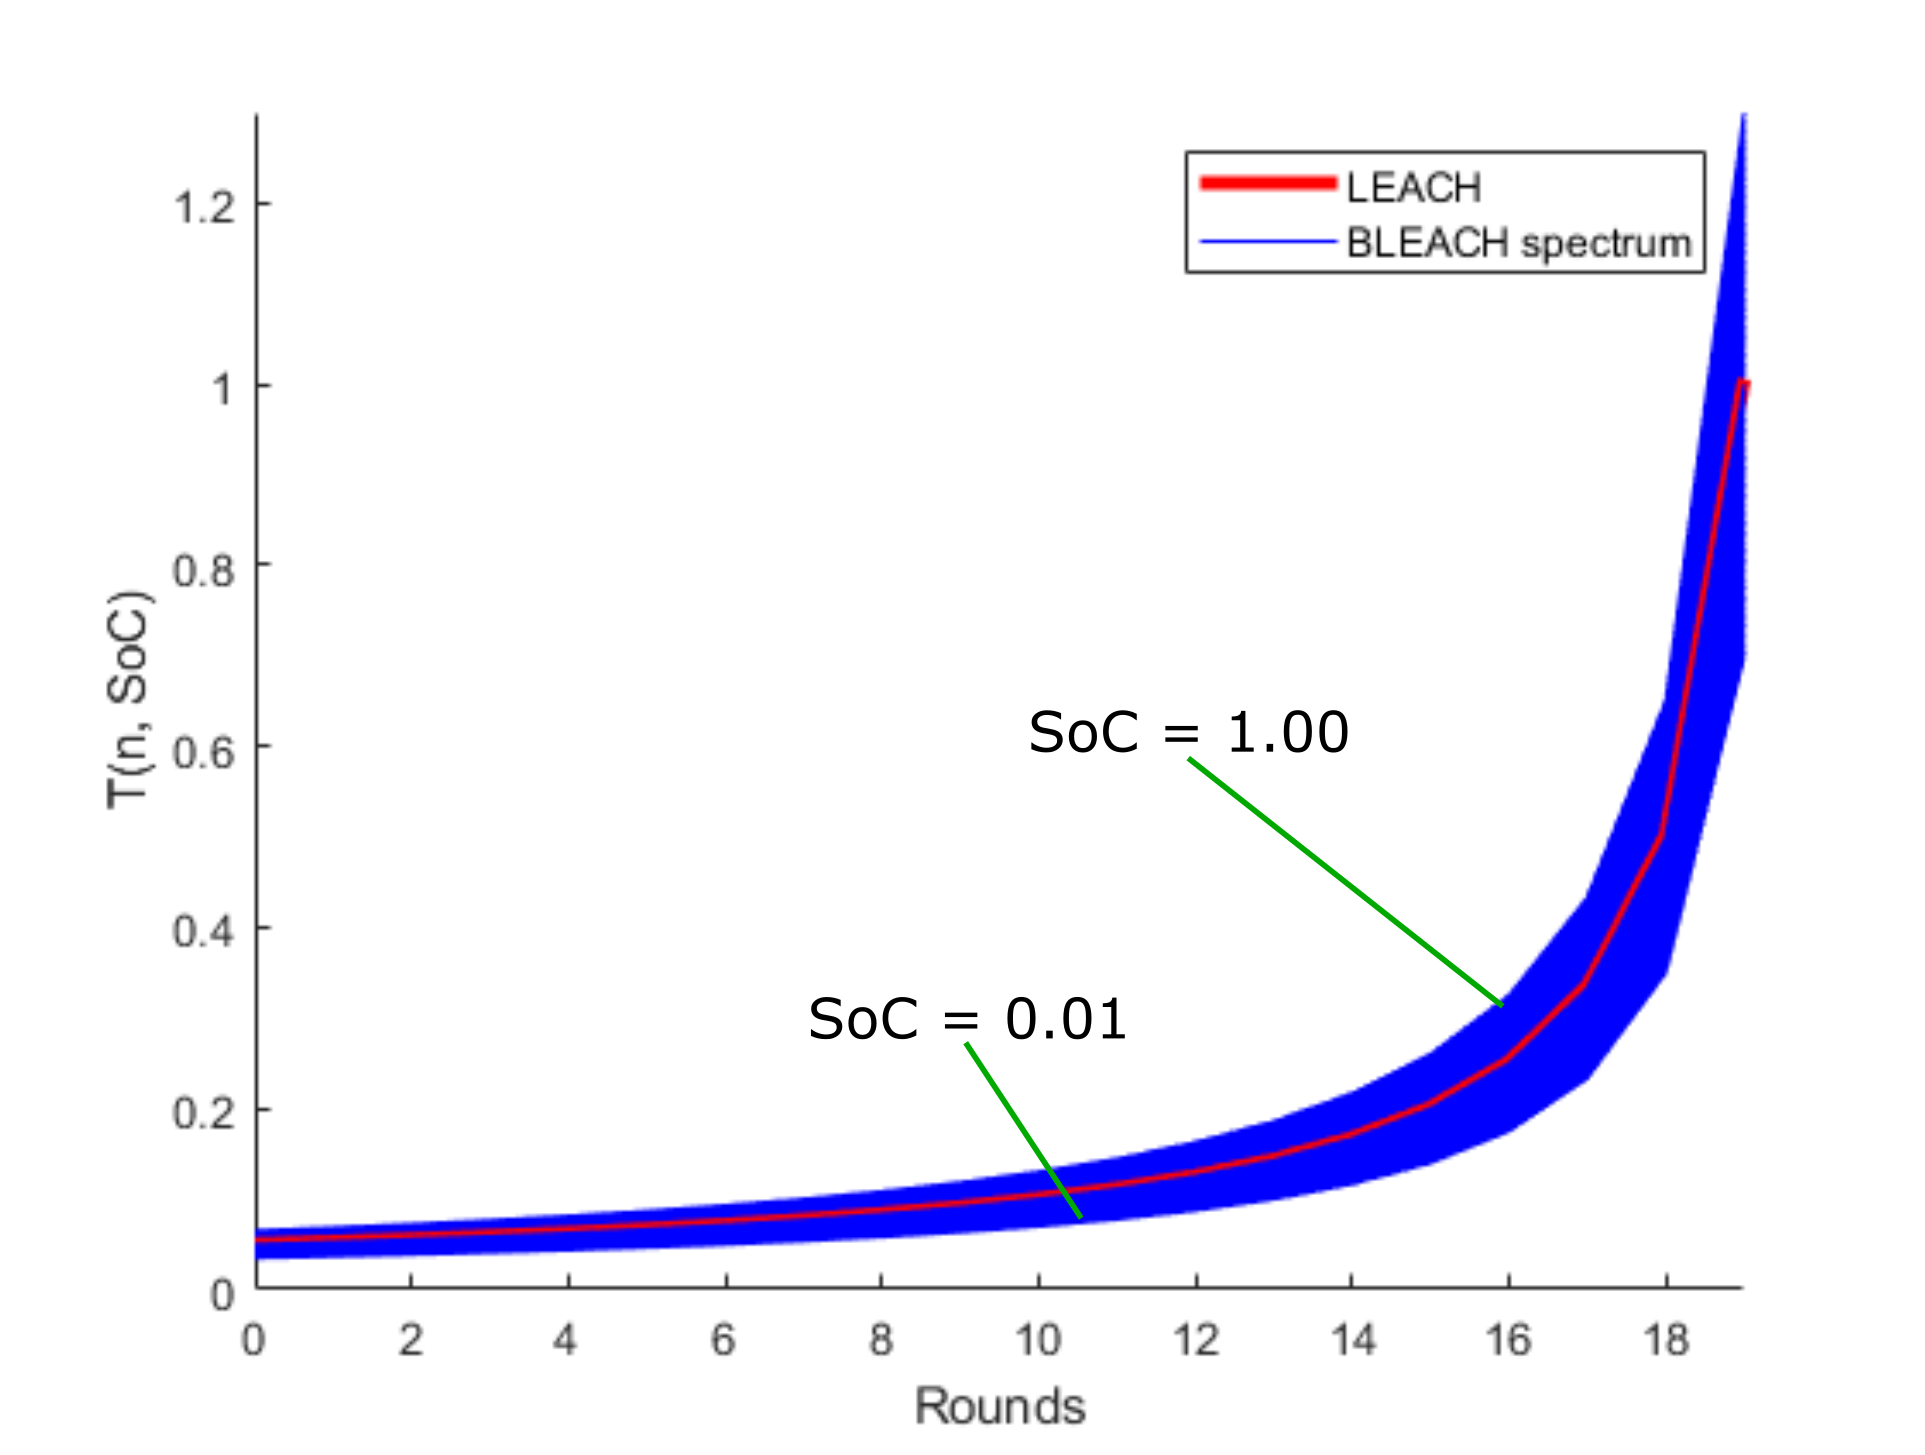 LEACH
BLEACH spectrum
1.2
1
0.8
0.6
0.4
0.2
0
T(n, SoC)
SoC = 1.00
SoC = 0.01
0 2 4 6 8 10 12 14 16 18
Rounds